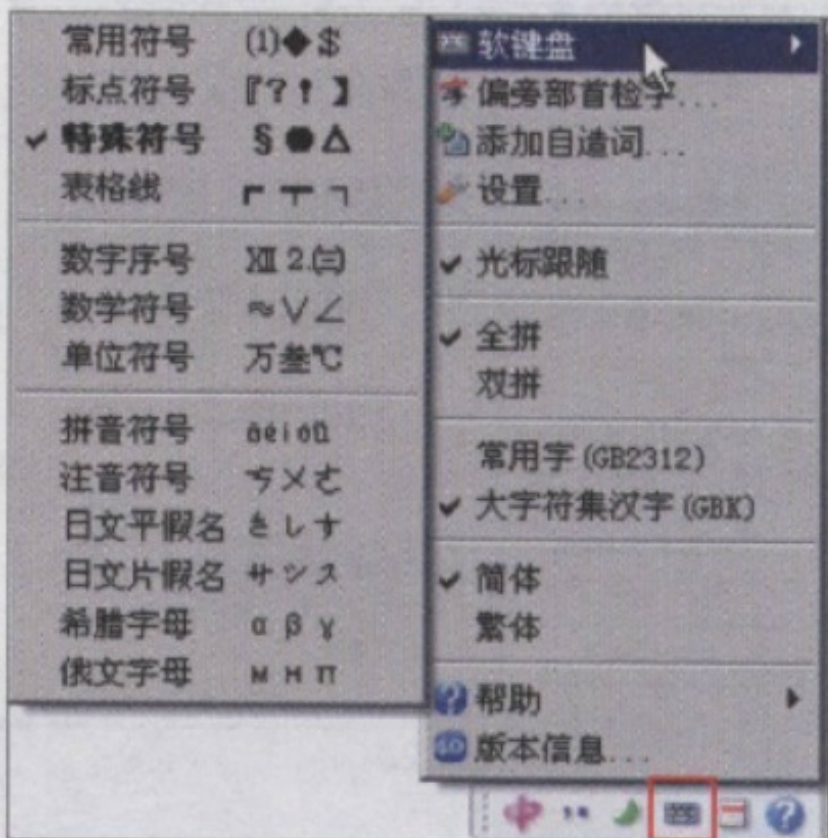 常用符号 ⑴◆$
标点符号 〖?！】
特殊符号 §●△
表格线 ┏┯┐
数字序号 Ⅻ⒉㈢
数学符号 ≈∨∠
单位符号 万叁℃
拼音符号 āéǐòū
注音符号 ㄘㄨㄜ
日文平假名 きしす
日文片假名 サシス
希腊字母 αβγ
俄文字母 мнп
软键盘
偏旁部首检字...
添加自造词...
设置...
光标跟随
全拼
双拼
常用字(GB2312)
大字符集汉字(GBK)
简体
繁体
帮助
版本信息...
中